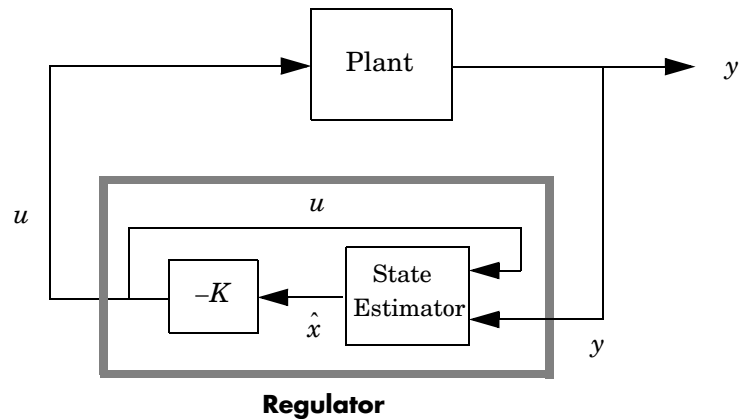 Plant
y
u
u
State
Estimator
–K
x̂
y
Regulator